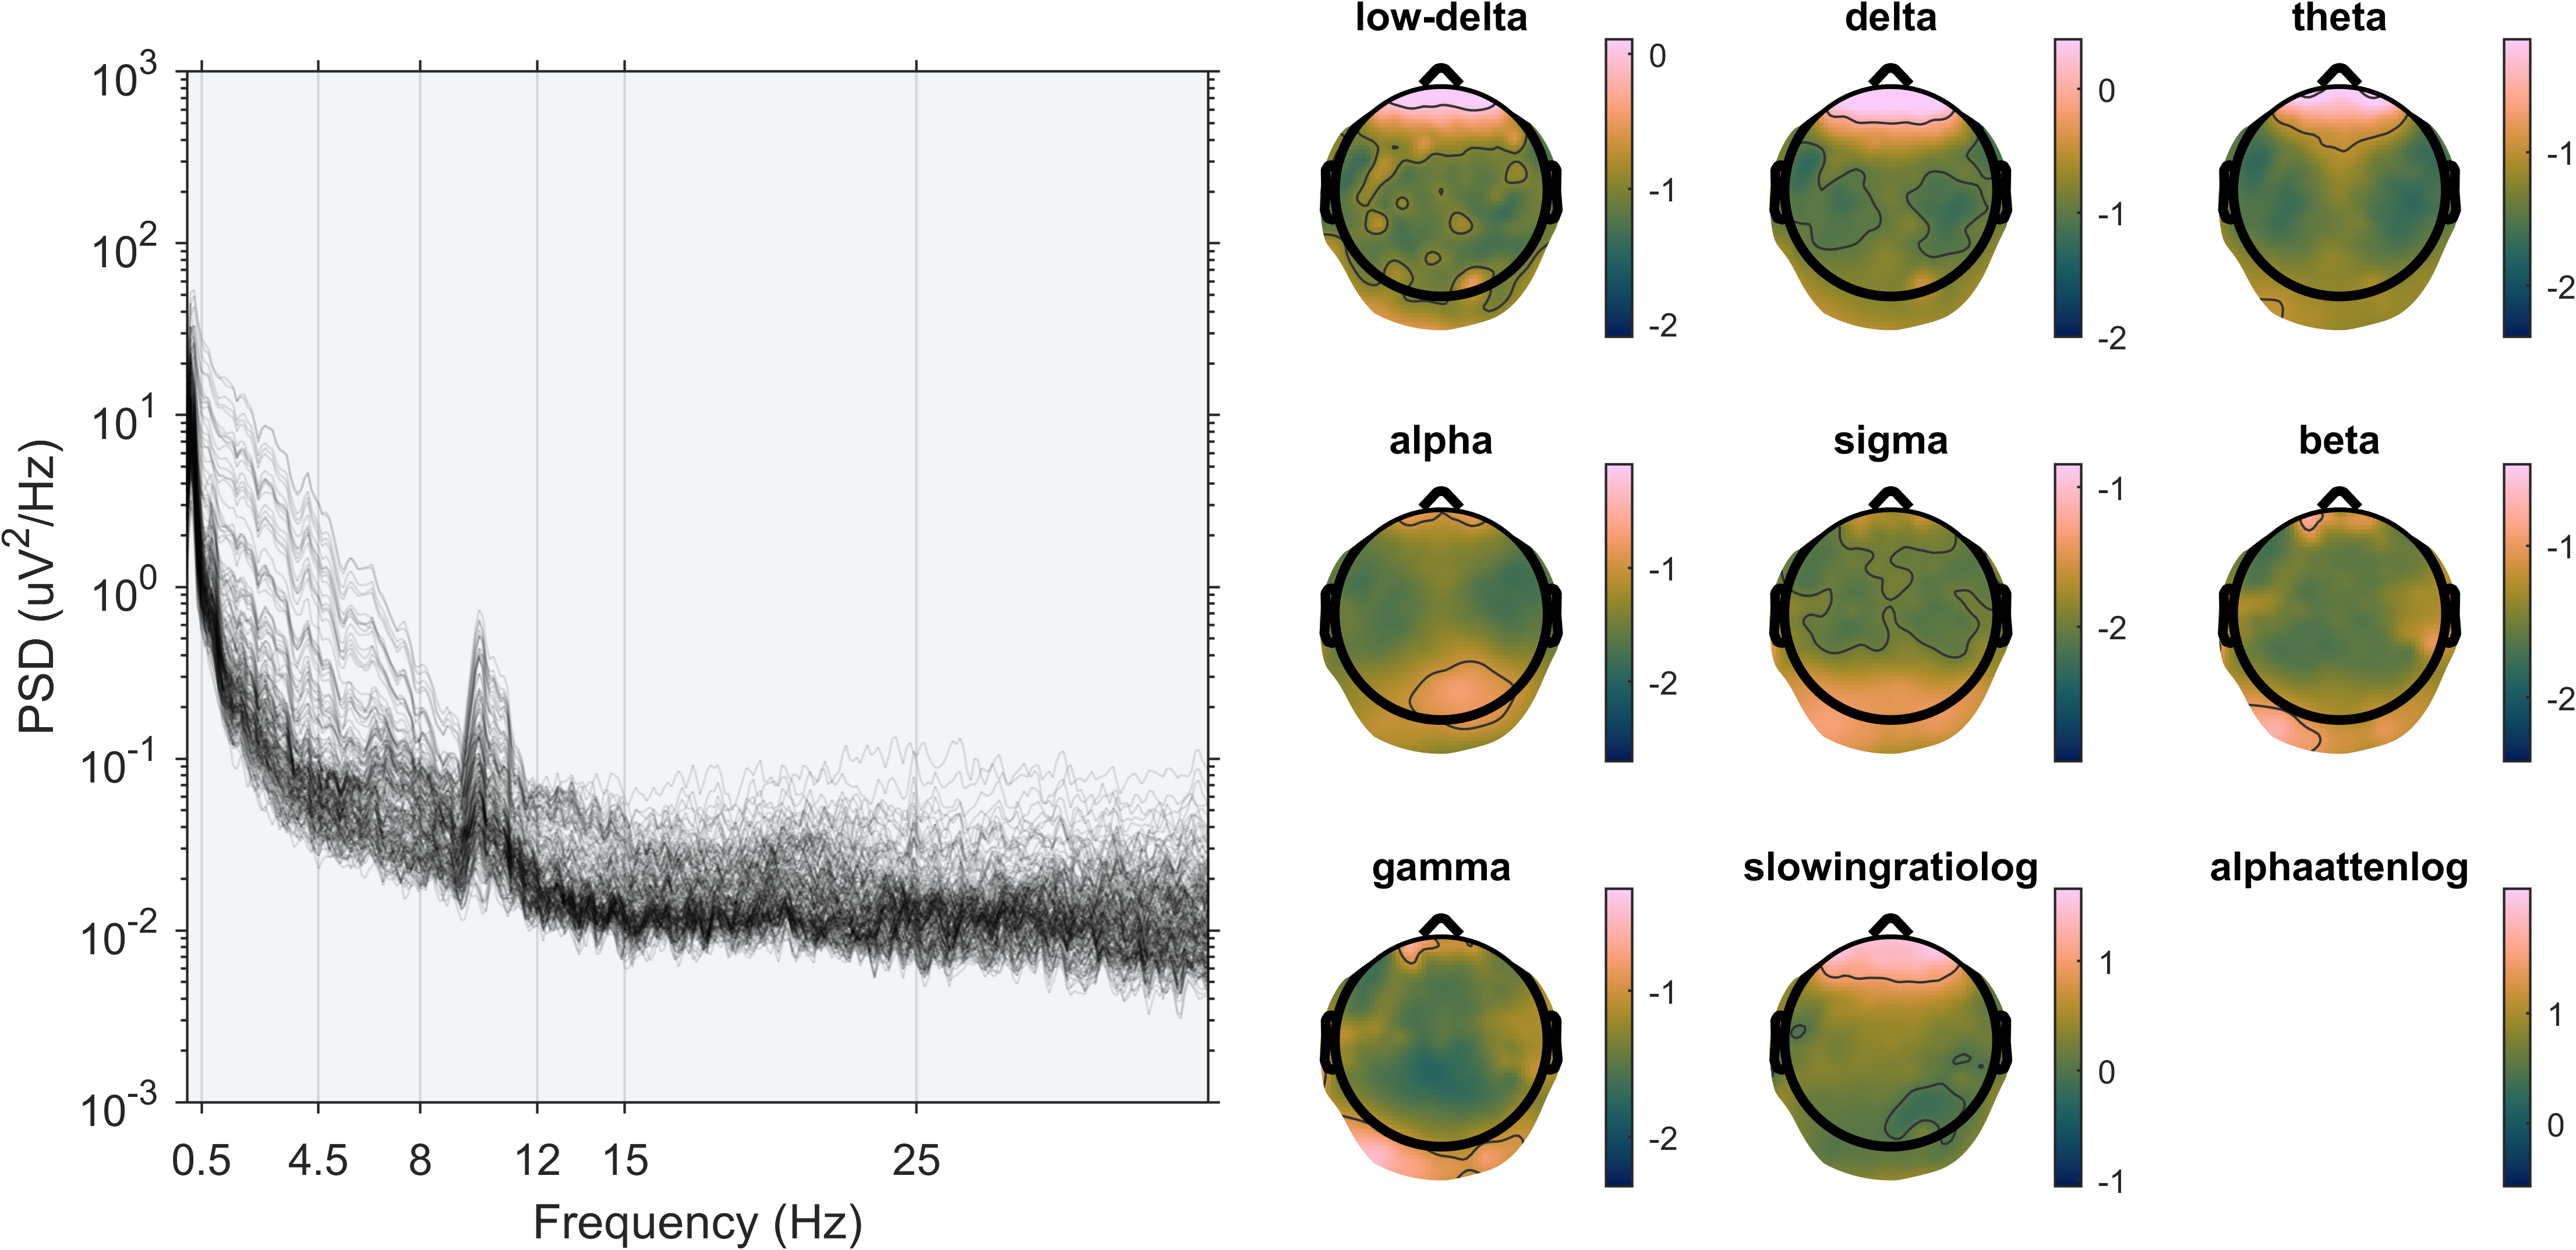 PSD (uV2/Hz)
10^3
10^2
10^1
10^0
10^-1
10^-2
10^-3
0.5 4.5 8 12 15 25
Frequency (Hz)
low-delta
0
-1
-2
delta
0
-1
-2
theta
-1
-2
alpha
-1
-2
sigma
-1
-2
beta
-1
-2
gamma
-1
-2
slowingratiolog
1
0
-1
alphaattenlog
1
0